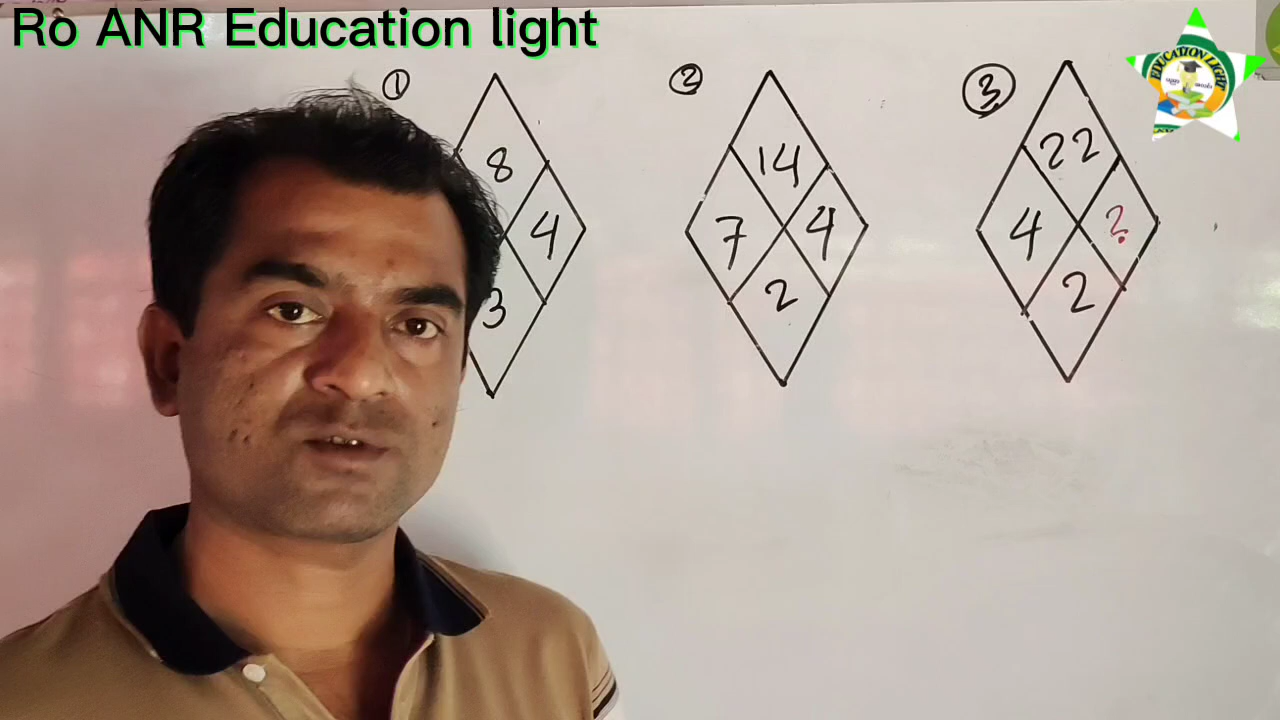 Ro ANR Education light
EDUCATION LIGHT
① ② ③
8 14 22
4 7 4 4 ?
3 2 2